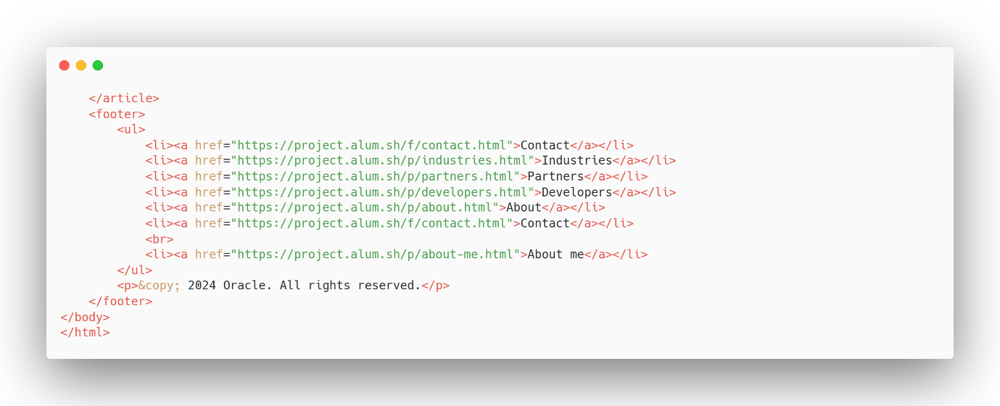 </article>
    <footer>
        <ul>
            <li><a href="https://project.alum.sh/f/contact.html">Contact</a></li>
            <li><a href="https://project.alum.sh/p/industries.html">Industries</a></li>
            <li><a href="https://project.alum.sh/p/partners.html">Partners</a></li>
            <li><a href="https://project.alum.sh/p/developers.html">Developers</a></li>
            <li><a href="https://project.alum.sh/p/about.html">About</a></li>
            <li><a href="https://project.alum.sh/f/contact.html">Contact</a></li>
            <br>
            <li><a href="https://project.alum.sh/p/about-me.html">About me</a></li>
        </ul>
        <p>&copy; 2024 Oracle. All rights reserved.</p>
    </footer>
</body>
</html>